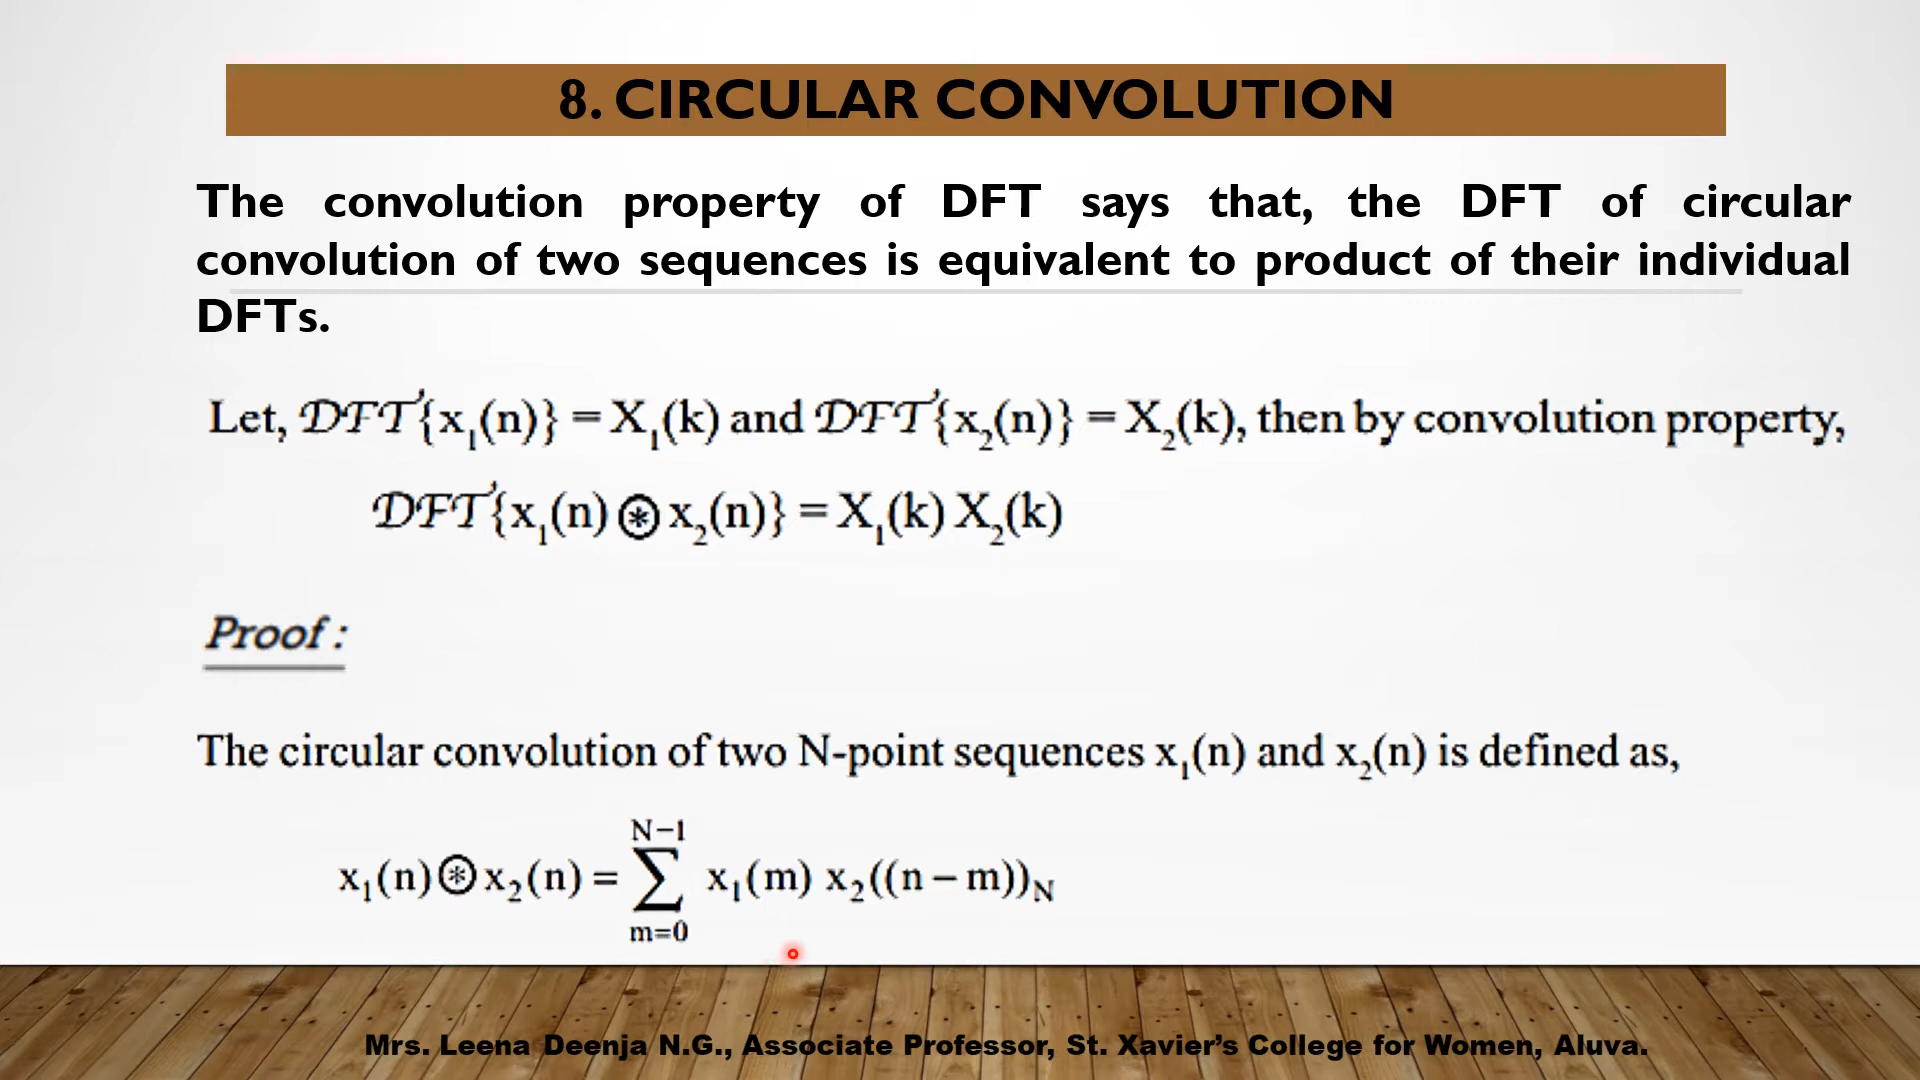 8. CIRCULAR CONVOLUTION
The convolution property of DFT says that, the DFT of circular
convolution of two sequences is equivalent to product of their individual
DFTs.
Let, 𝒟ℱ𝒯{x₁(n)} = X₁(k) and 𝒟ℱ𝒯{x₂(n)} = X₂(k), then by convolution property,
𝒟ℱ𝒯{x₁(n) ⊛ x₂(n)} = X₁(k) X₂(k)
Proof :
The circular convolution of two N-point sequences x₁(n) and x₂(n) is defined as,
N−1
x₁(n) ⊛ x₂(n) = ∑ x₁(m) x₂((n − m))N
m=0
Mrs. Leena Deenja N.G., Associate Professor, St. Xavier’s College for Women, Aluva.